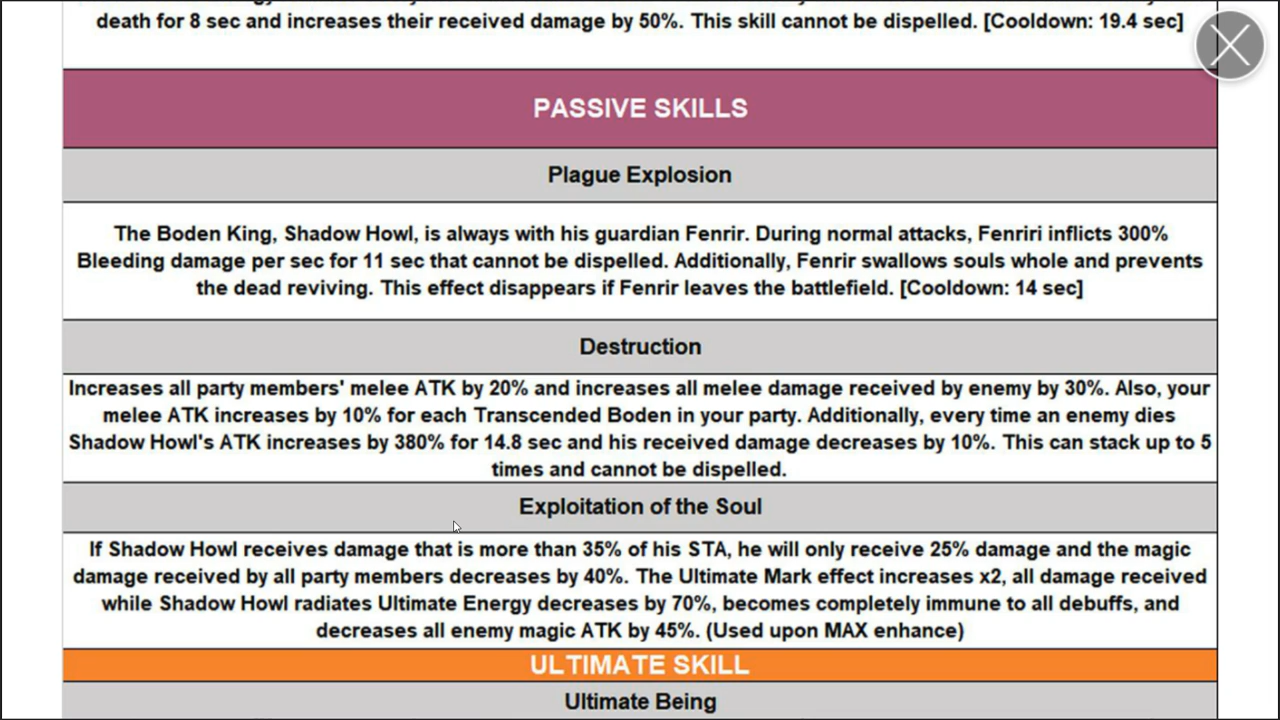 death for 8 sec and increases their received damage by 50%. This skill cannot be dispelled. [Cooldown: 19.4 sec]
PASSIVE SKILLS
Plague Explosion
The Boden King, Shadow Howl, is always with his guardian Fenrir. During normal attacks, Fenriri inflicts 300%
Bleeding damage per sec for 11 sec that cannot be dispelled. Additionally, Fenrir swallows souls whole and prevents
the dead reviving. This effect disappears if Fenrir leaves the battlefield. [Cooldown: 14 sec]
Destruction
Increases all party members' melee ATK by 20% and increases all melee damage received by enemy by 30%. Also, your
melee ATK increases by 10% for each Transcended Boden in your party. Additionally, every time an enemy dies
Shadow Howl's ATK increases by 380% for 14.8 sec and his received damage decreases by 10%. This can stack up to 5
times and cannot be dispelled.
Exploitation of the Soul
If Shadow Howl receives damage that is more than 35% of his STA, he will only receive 25% damage and the magic
damage received by all party members decreases by 40%. The Ultimate Mark effect increases x2, all damage received
while Shadow Howl radiates Ultimate Energy decreases by 70%, becomes completely immune to all debuffs, and
decreases all enemy magic ATK by 45%. (Used upon MAX enhance)
ULTIMATE SKILL
Ultimate Being